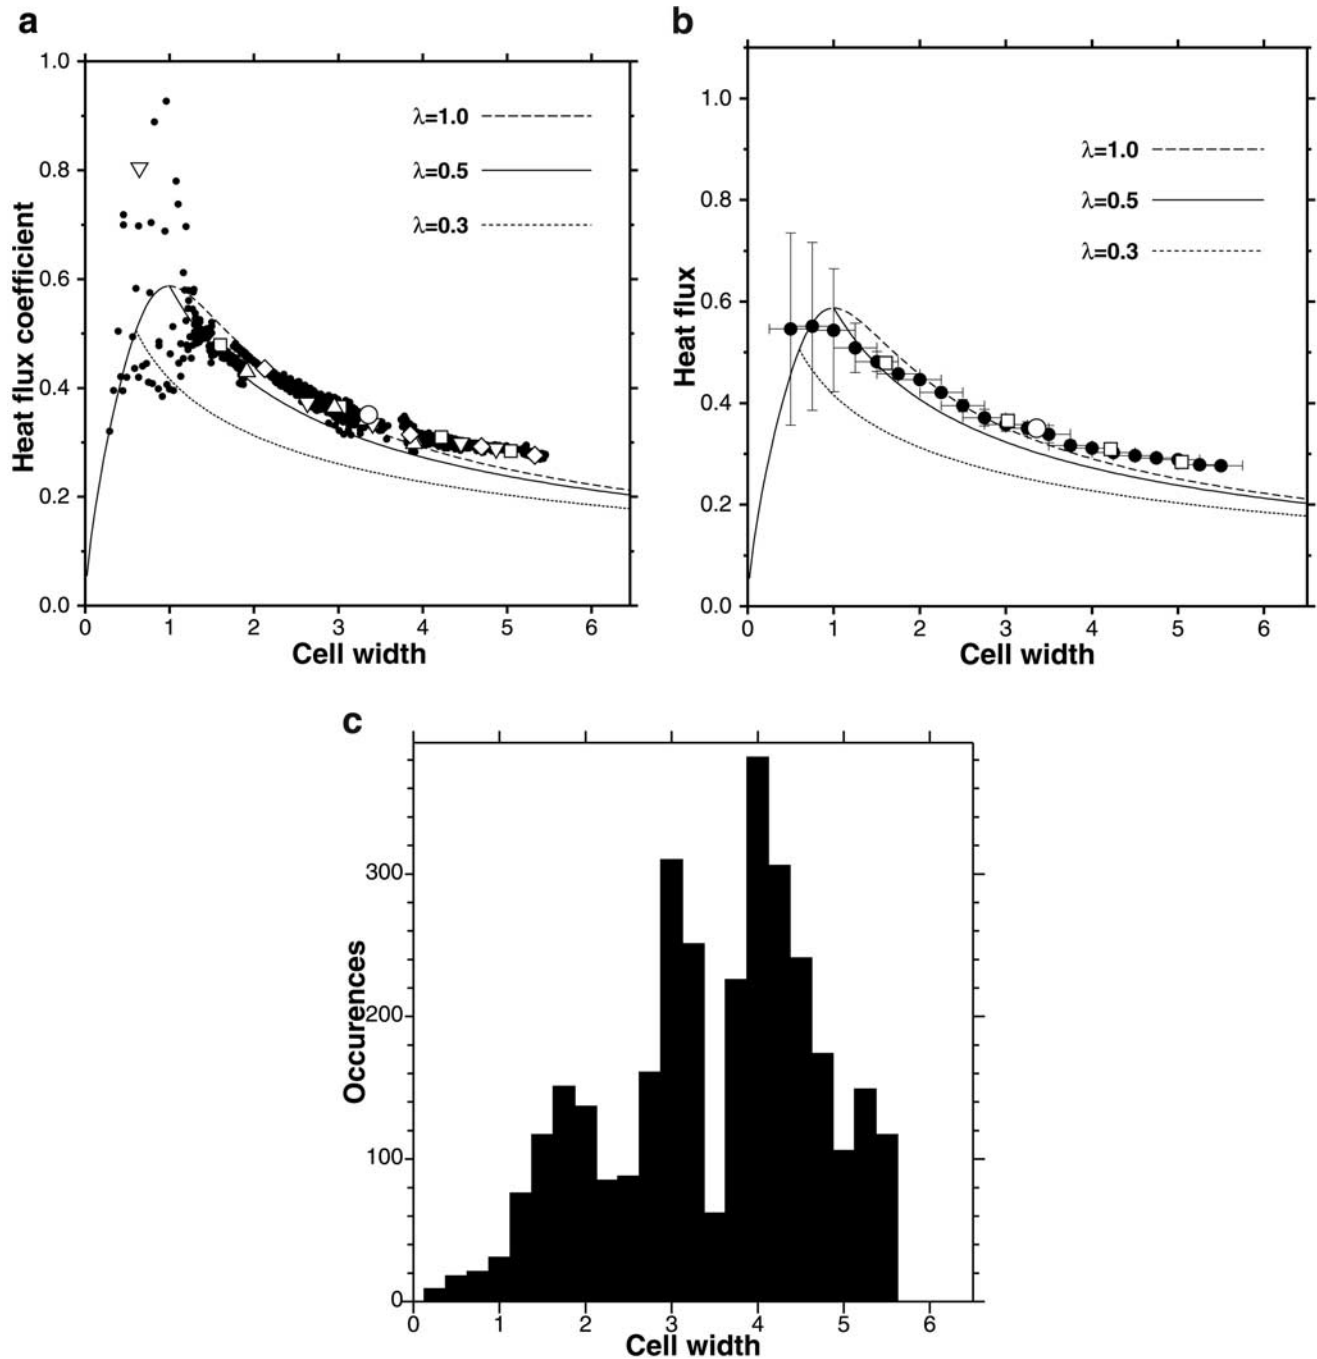 a
1.0
0.8
0.6
0.4
0.2
0.0
Heat flux coefficient
λ=1.0
λ=0.5
λ=0.3
0 1 2 3 4 5 6
Cell width
b
1.0
0.8
0.6
0.4
0.2
0.0
Heat flux
λ=1.0
λ=0.5
λ=0.3
0 1 2 3 4 5 6
Cell width
c
300
200
100
0
Occurences
0 1 2 3 4 5 6
Cell width